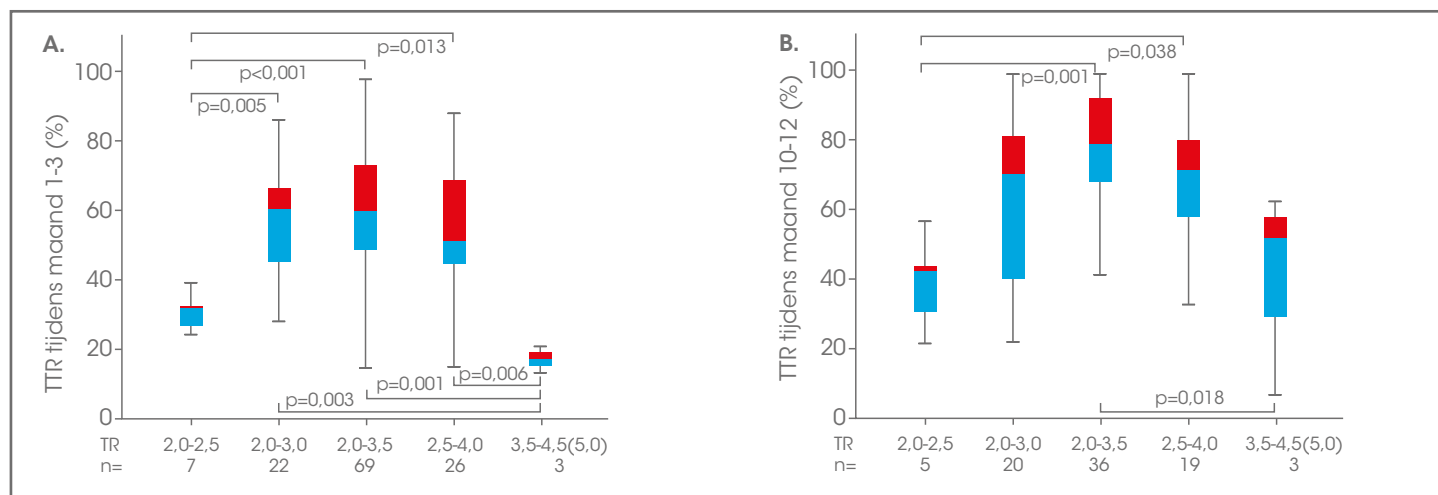 A.
p=0,013
p<0,001
p=0,005
100
80
60
40
20
0
TTR tijdens maand 1-3 (%)
p=0,006
p=0,001
p=0,003
TR 2,0-2,5 2,0-3,0 2,0-3,5 2,5-4,0 3,5-4,5(5,0)
n= 7 22 69 26 3
B.
p=0,038
p=0,001
100
80
60
40
20
0
TTR tijdens maand 10-12 (%)
p=0,018
TR 2,0-2,5 2,0-3,0 2,0-3,5 2,5-4,0 3,5-4,5(5,0)
n= 5 20 36 19 3